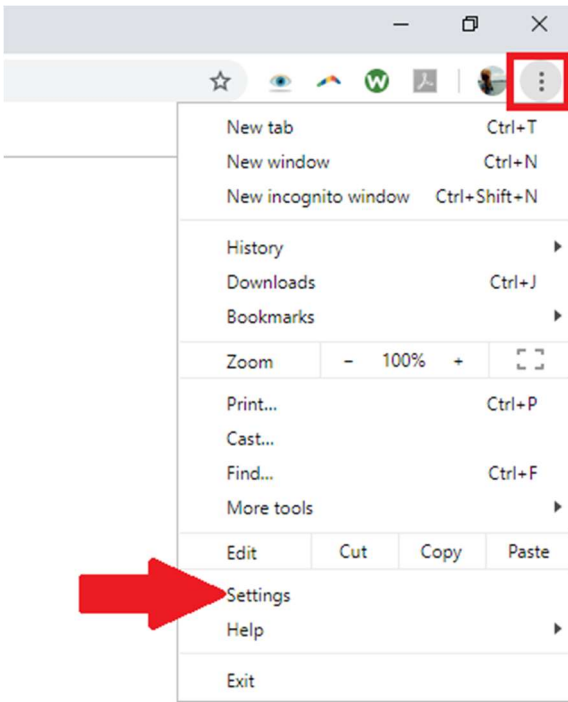 W
New tab Ctrl+T
New window Ctrl+N
New incognito window Ctrl+Shift+N
History
Downloads Ctrl+J
Bookmarks
Zoom - 100% +
Print... Ctrl+P
Cast...
Find... Ctrl+F
More tools
Edit Cut Copy Paste
Settings
Help
Exit